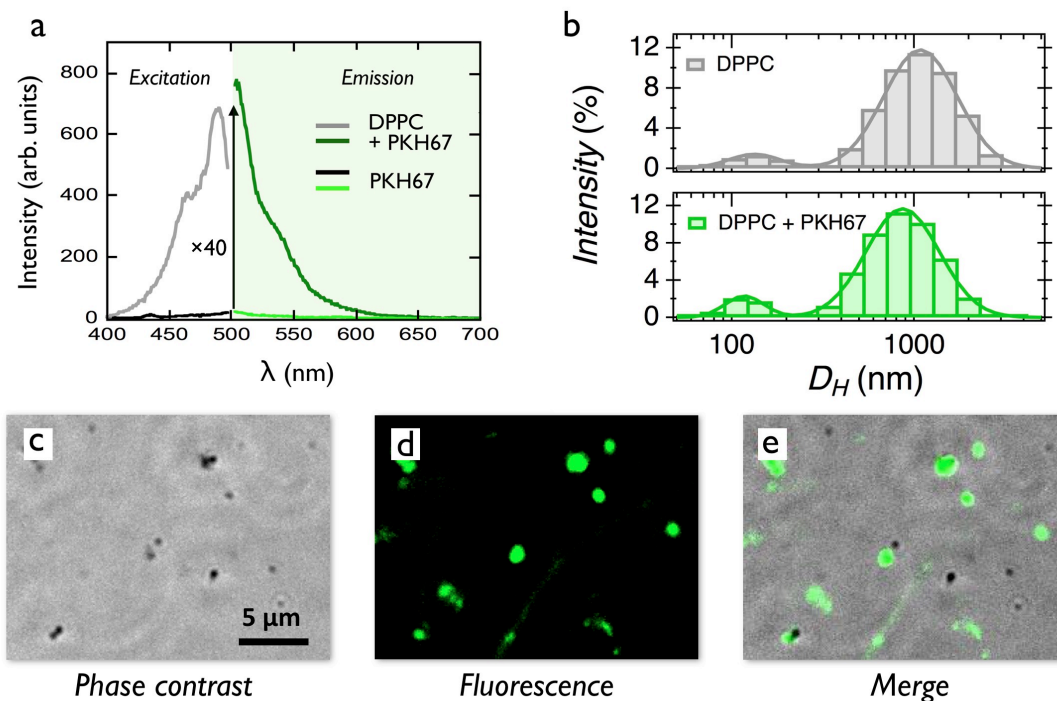 a
Excitation
Emission
DPPC
+ PKH67
PKH67
×40
Intensity (arb. units)
800
600
400
200
0
400
450
500
550
600
650
700
λ (nm)
b
DPPC
12
8
4
0
DPPC + PKH67
12
8
4
0
Intensity (%)
100
1000
D_H (nm)
c
5 μm
Phase contrast
d
Fluorescence
e
Merge